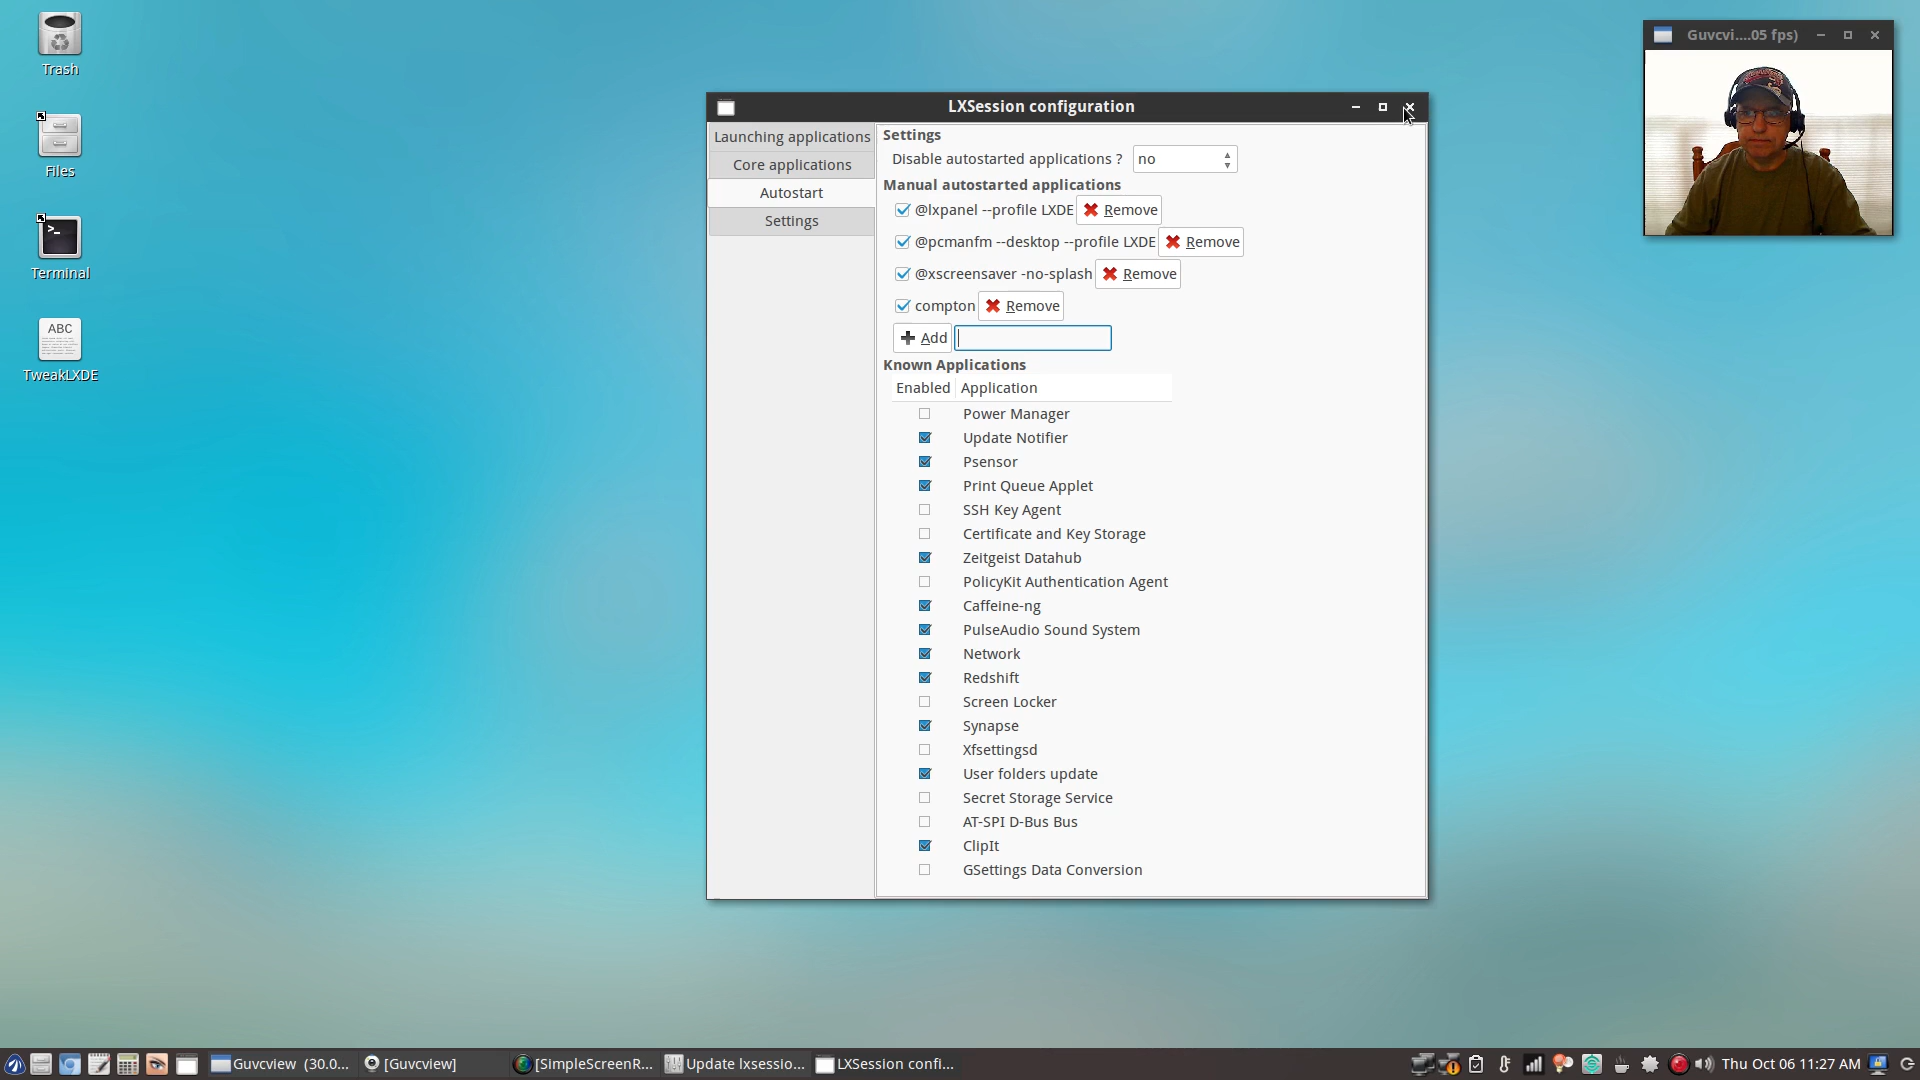 Trash
Files
Terminal
ABC
TweakLXDE
Guvcvi....05 fps)
LXSession configuration
Launching applications
Core applications
Autostart
Settings
Settings
Disable autostarted applications ? no
Manual autostarted applications
@lxpanel --profile LXDE Remove
@pcmanfm --desktop --profile LXDE Remove
@xscreensaver -no-splash Remove
compton Remove
Add
Known Applications
Enabled Application
Power Manager
Update Notifier
Psensor
Print Queue Applet
SSH Key Agent
Certificate and Key Storage
Zeitgeist Datahub
PolicyKit Authentication Agent
Caffeine-ng
PulseAudio Sound System
Network
Redshift
Screen Locker
Synapse
Xfsettingsd
User folders update
Secret Storage Service
AT-SPI D-Bus Bus
ClipIt
GSettings Data Conversion
Guvcview (30.0... [Guvcview] [SimpleScreenR... Update lxsessio... LXSession confi... Thu Oct 06 11:27 AM